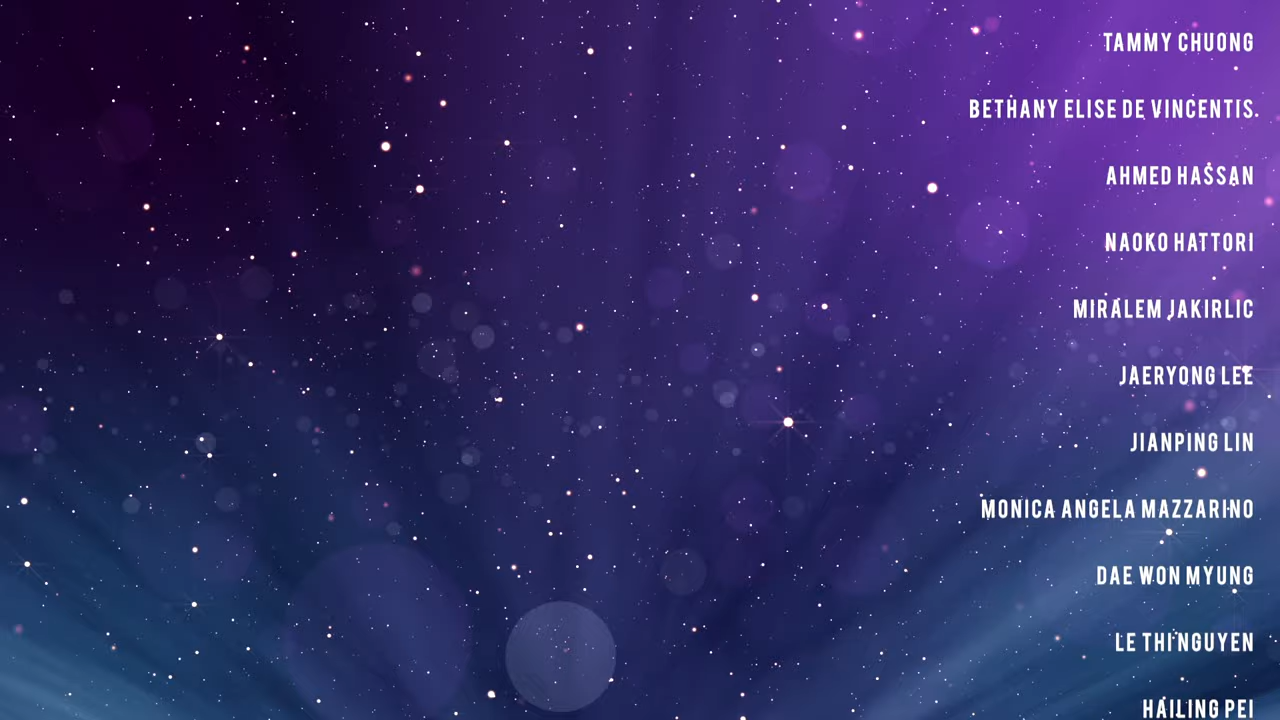 TAMMY CHUONG
BETHANY ELISE DE VINCENTIS
AHMED HASSAN
NAOKO HATTORI
MIRALEM JAKIRLIC
JAERYONG LEE
JIANPING LIN
MONICA ANGELA MAZZARINO
DAE WON MYUNG
LE THI NGUYEN
HAILING PEI